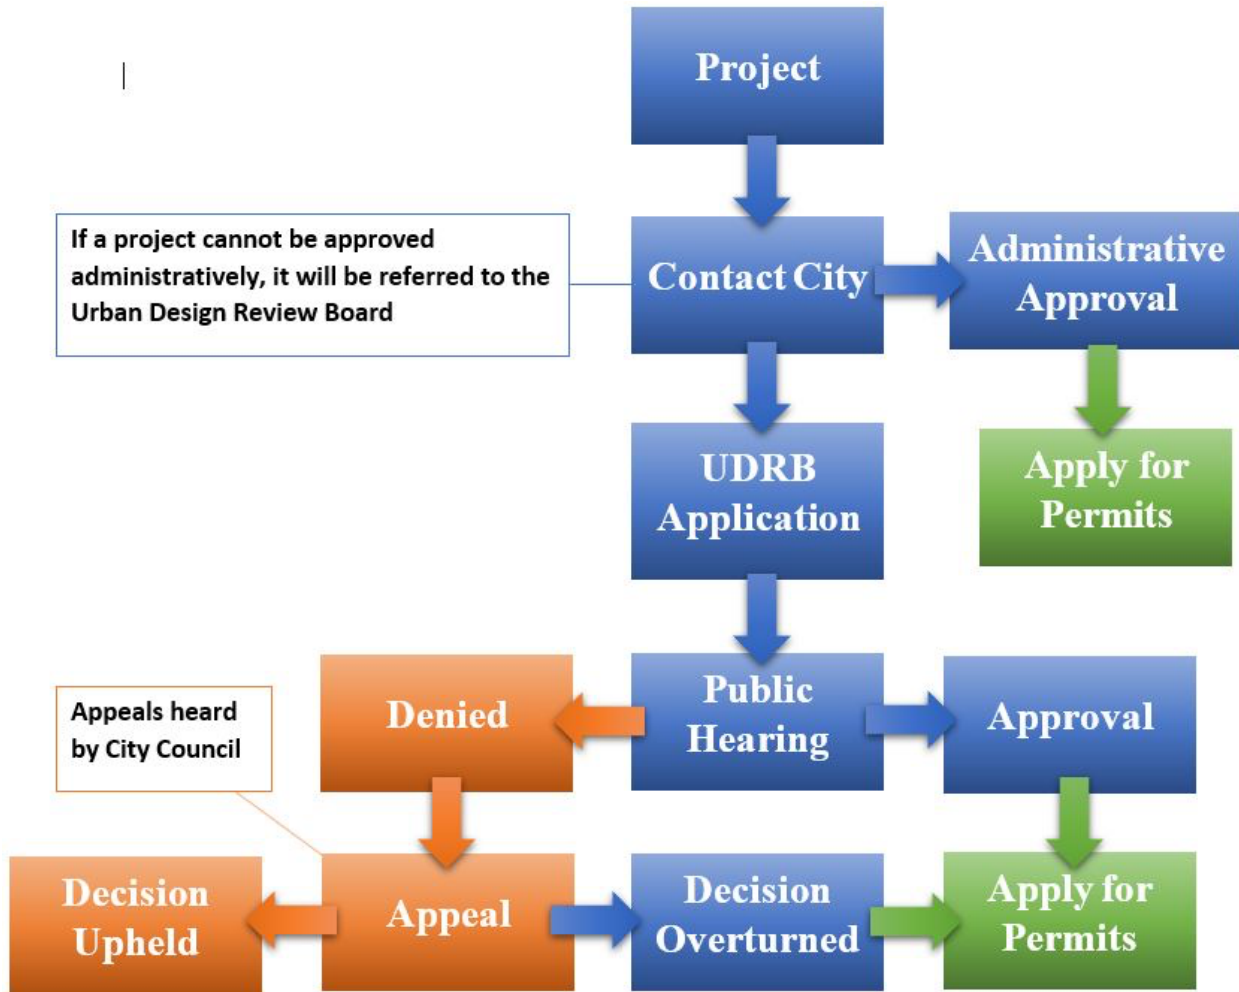 Project
If a project cannot be approved
administratively, it will be referred to the
Urban Design Review Board
Contact City
Administrative
Approval
UDRB
Application
Apply for
Permits
Denied
Public
Hearing
Approval
Appeals heard
by City Council
Decision
Upheld
Appeal
Decision
Overturned
Apply for
Permits